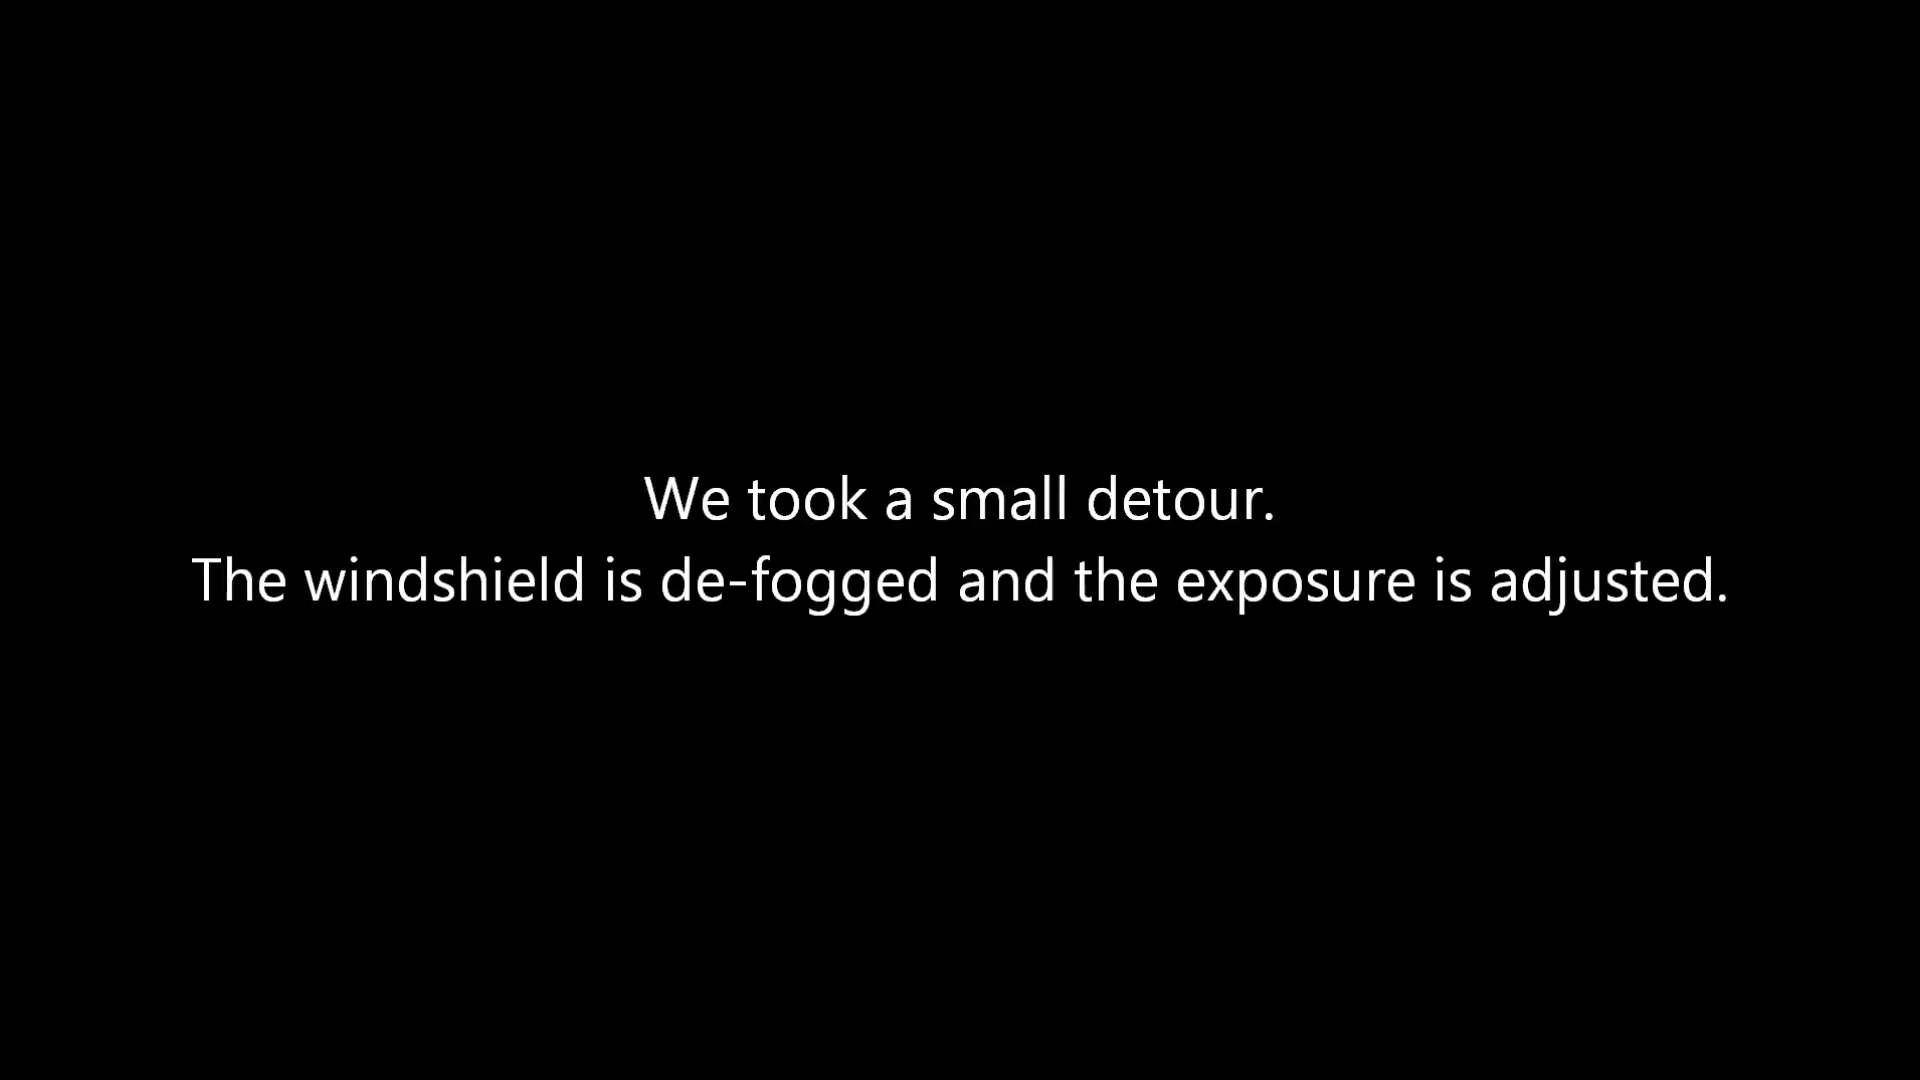 We took a small detour.
The windshield is de-fogged and the exposure is adjusted.